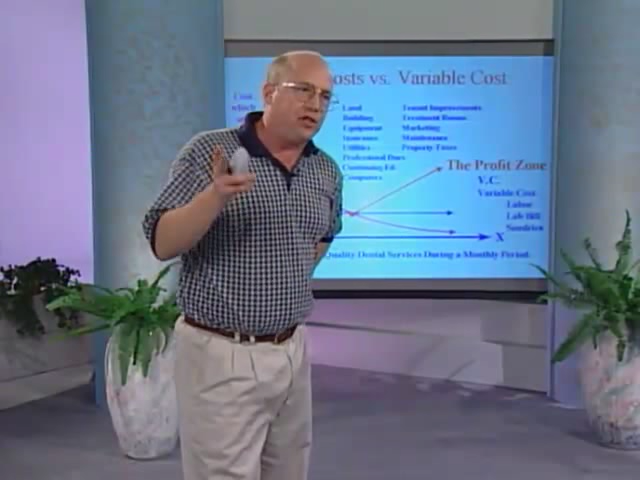 osts vs. Variable Cost
Cost
which
Land
Building
Equipment
Insurance
Utilities
Professional Dues
Continuing Ed.
Computers
Tenant Improvements
Treatment Rooms
Marketing
Maintenance
Property Taxes
The Profit Zone
V.C.
Variable Cost
Labor
Lab Bill
Sundries
X
Quality Dental Services During a Monthly Period